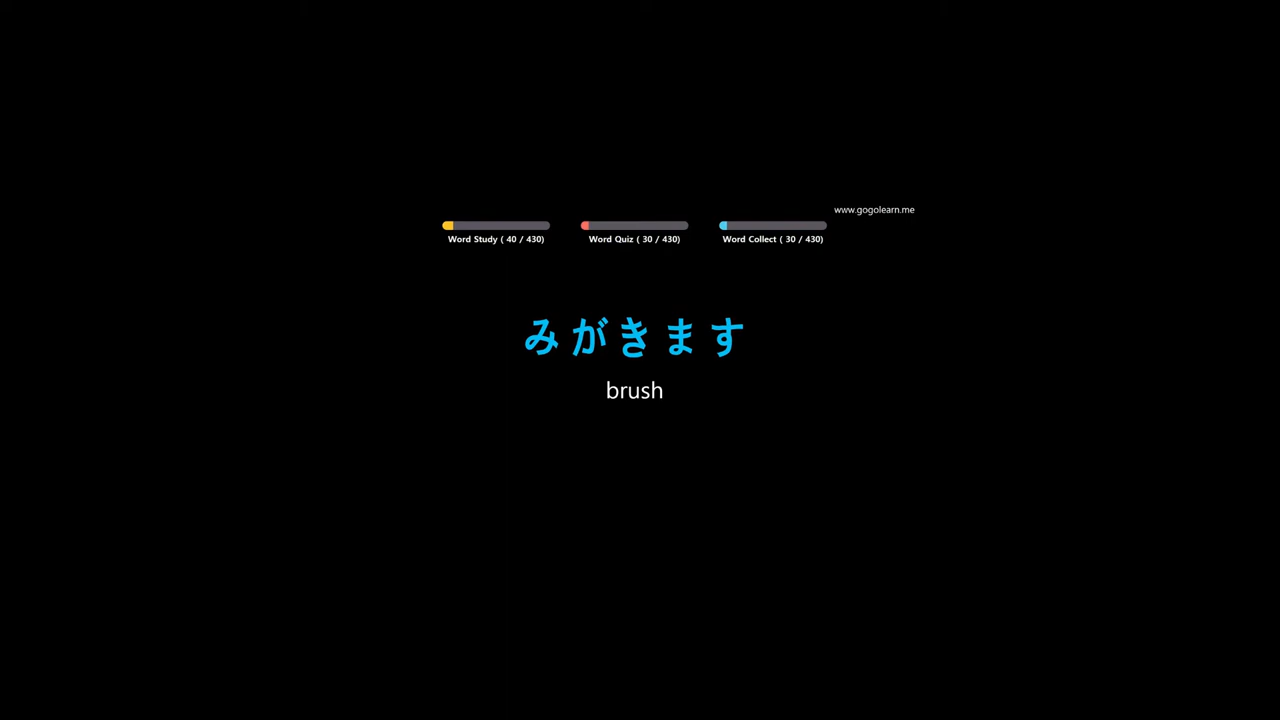 www.gogolearn.me
Word Study ( 40 / 430)
Word Quiz ( 30 / 430)
Word Collect ( 30 / 430)
みがきます
brush